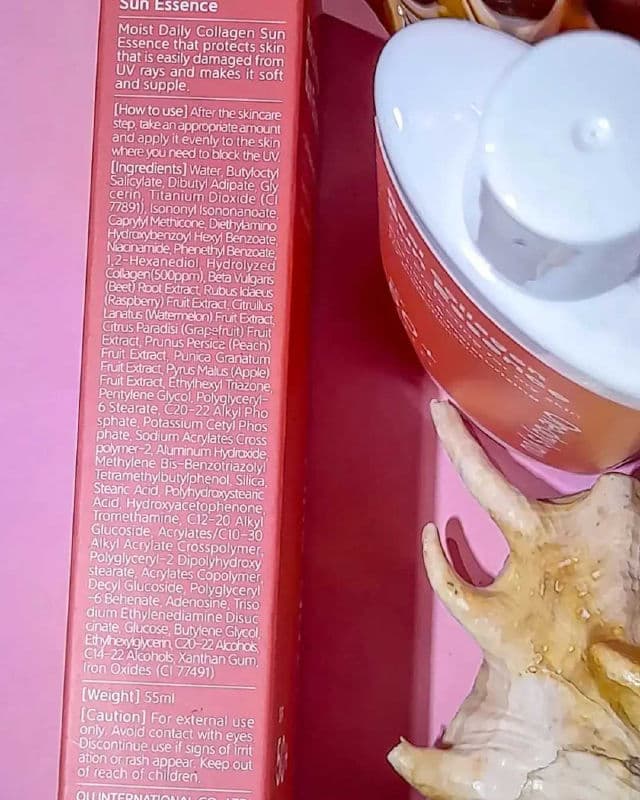 Sun Essence
Moist Daily Collagen Sun
Essence that protects skin
that is easily damaged from
UV rays and makes it soft
and supple.
[How to use] After the skincare
step, take an appropriate amount
and apply it evenly to the skin
where you need to block the UV.
[Ingredients] Water, Butyloctyl
Salicylate, Dibutyl Adipate, Gly
cerin, Titanium Dioxide (CI
77891), Isononyl Isononanoate,
Caprylyl Methicone, Diethylamino
Hydroxybenzoyl Hexyl Benzoate
Niacinamide, Phenethyl Benzoate,
1,2-Hexanediol, Hydrolyzed
Collagen(500ppm), Beta Vulgaris
(Beet) Root Extract, Rubus Idaeus
(Raspberry) Fruit Extract, Citrullus
Lanatus (Watermelon) Fruit Extract,
Citrus Paradisi (Grapefruit) Fruit
Extract, Prunus Persica (Peach)
Fruit Extract, Punica Granatum
Fruit Extract, Pyrus Malus (Apple)
Fruit Extract, Ethylhexyl Triazone,
Pentylene Glycol, Polyglyceryl-
6 Stearate, C20-22 Alkyl Pho
sphate, Potassium Cetyl Phos
phate, Sodium Acrylates Cross
polymer-2, Aluminum Hydroxide,
Methylene Bis-Benzotriazolyl
Tetramethylbutylphenol, Silica,
Stearic Acid, Polyhydroxystearic
Acid, Hydroxyacetophenone,
Tromethamine, C12-20 Alkyl
Glucoside, Acrylates/C10-30
Alkyl Acrylate Crosspolymer,
Polyglyceryl-2 Dipolyhydroxy
stearate, Acrylates Copolymer,
Decyl Glucoside, Polyglyceryl
-6 Behenate, Adenosine, Triso
dium Ethylenediamine Disuc
cinate, Glucose, Butylene Glycol,
Ethylhexylglycerin, C20-22 Alcohols,
C14-22 Alcohols, Xanthan Gum,
Iron Oxides (CI 77491)
[Weight] 55ml
[Caution] For external use
only. Avoid contact with eyes.
Discontinue use if signs of irrit
ation or rash appear. Keep out
of reach of children.